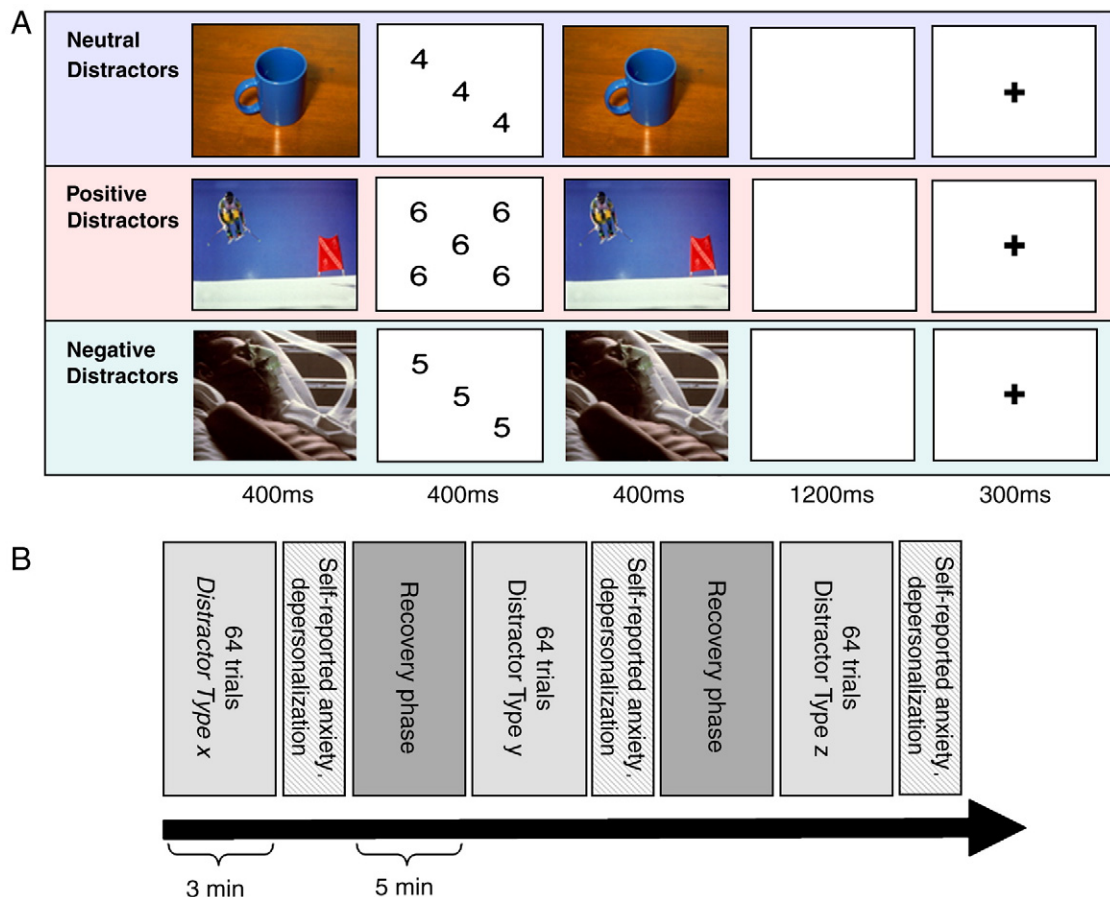 A
Neutral
Distractors
4
4
4
+
Positive
Distractors
6 6
6
6 6
+
Negative
Distractors
5
5
5
+
400ms 400ms 400ms 1200ms 300ms
B
64 trials
Distractor Type x
Self-reported anxiety,
depersonalization
Recovery phase
64 trials
Distractor Type y
Self-reported anxiety,
depersonalization
Recovery phase
64 trials
Distractor Type z
Self-reported anxiety,
depersonalization
3 min 5 min